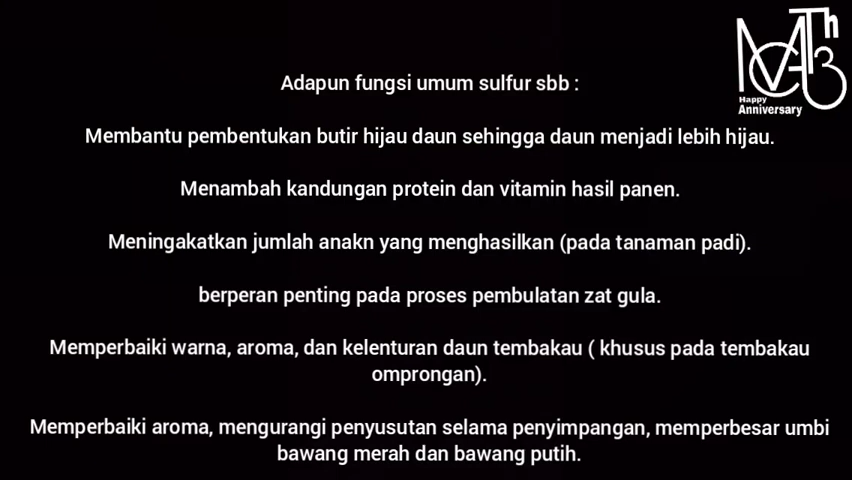 Adapun fungsi umum sulfur sbb :
Membantu pembentukan butir hijau daun sehingga daun menjadi lebih hijau.
Menambah kandungan protein dan vitamin hasil panen.
Meningakatkan jumlah anakn yang menghasilkan (pada tanaman padi).
berperan penting pada proses pembulatan zat gula.
Memperbaiki warna, aroma, dan kelenturan daun tembakau ( khusus pada tembakau
omprongan).
Memperbaiki aroma, mengurangi penyusutan selama penyimpangan, memperbesar umbi
bawang merah dan bawang putih.
Th
Happy
Anniversary